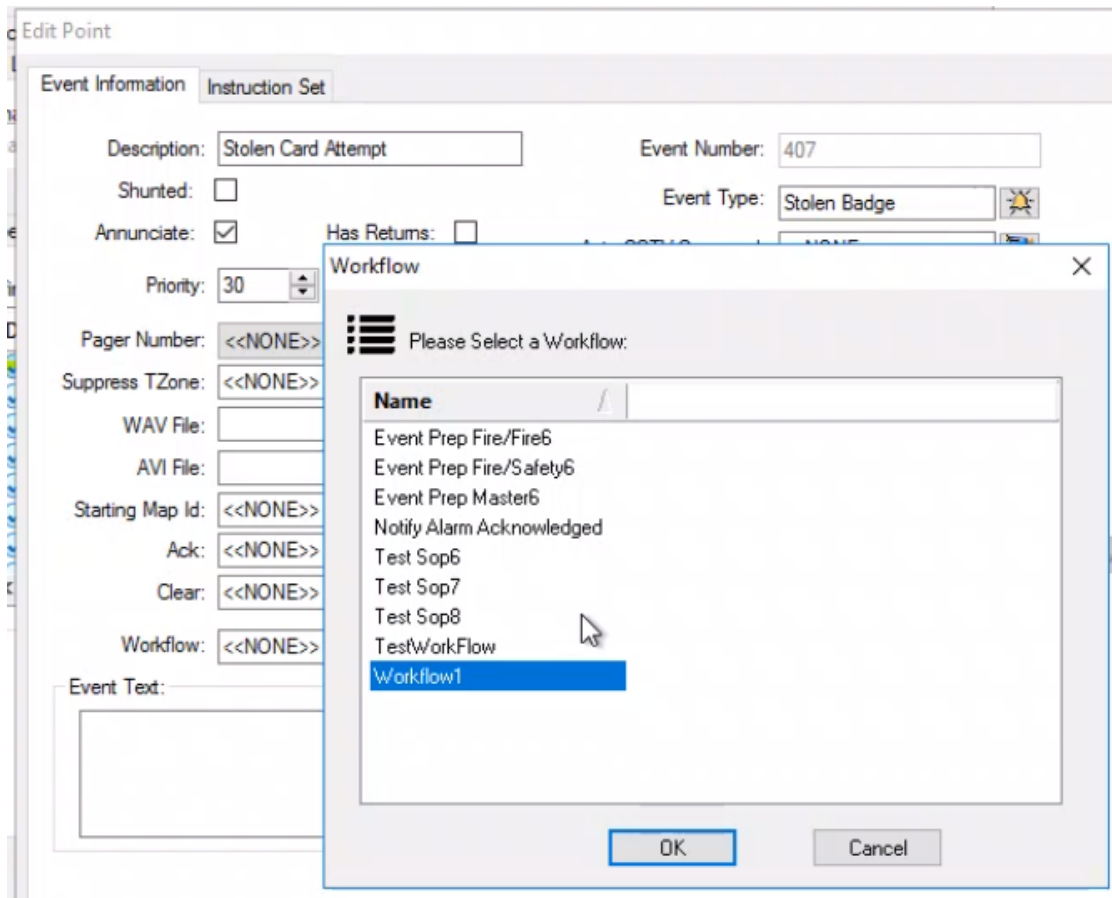 Edit Point
Event Information Instruction Set
Description: Stolen Card Attempt Event Number: 407
Shunted: Event Type: Stolen Badge
Annunciate: Has Returns:
Workflow
Priority: 30
Please Select a Workflow:
Pager Number: <<NONE>>
Suppress TZone: <<NONE>>
Name
WAV File:
Event Prep Fire/Fire6
AVI File:
Event Prep Fire/Safety6
Event Prep Master6
Starting Map Id: <<NONE>>
Notify Alarm Acknowledged
Ack: <<NONE>>
Test Sop6
Clear: <<NONE>>
Test Sop7
Test Sop8
Workflow: <<NONE>>
TestWorkFlow
Workflow1
Event Text:
OK Cancel